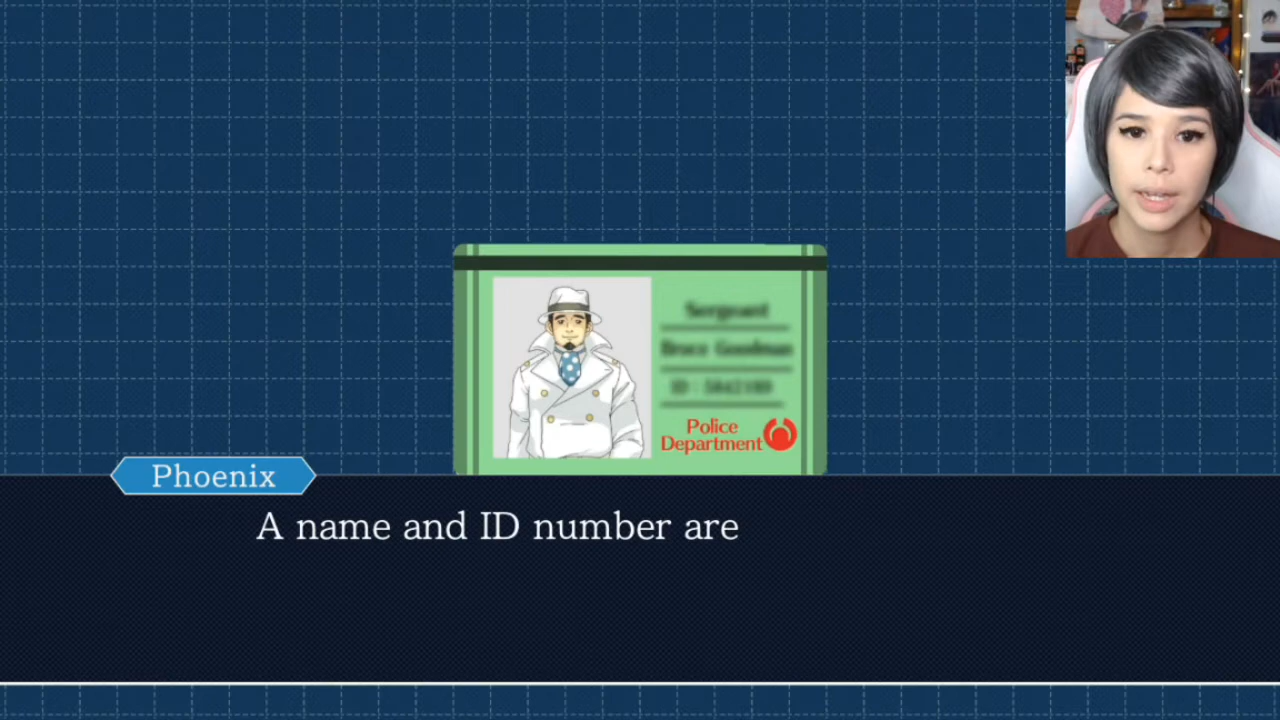 Sergeant
Bruce Goodman
Police
Department
Phoenix
A name and ID number are